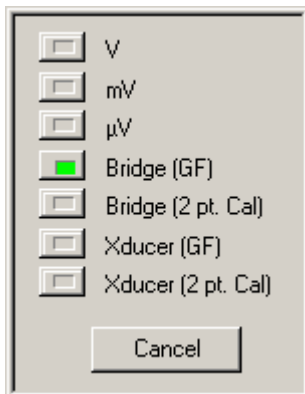 V
mV
µV
Bridge (GF)
Bridge (2 pt. Cal)
Xducer (GF)
Xducer (2 pt. Cal)
Cancel